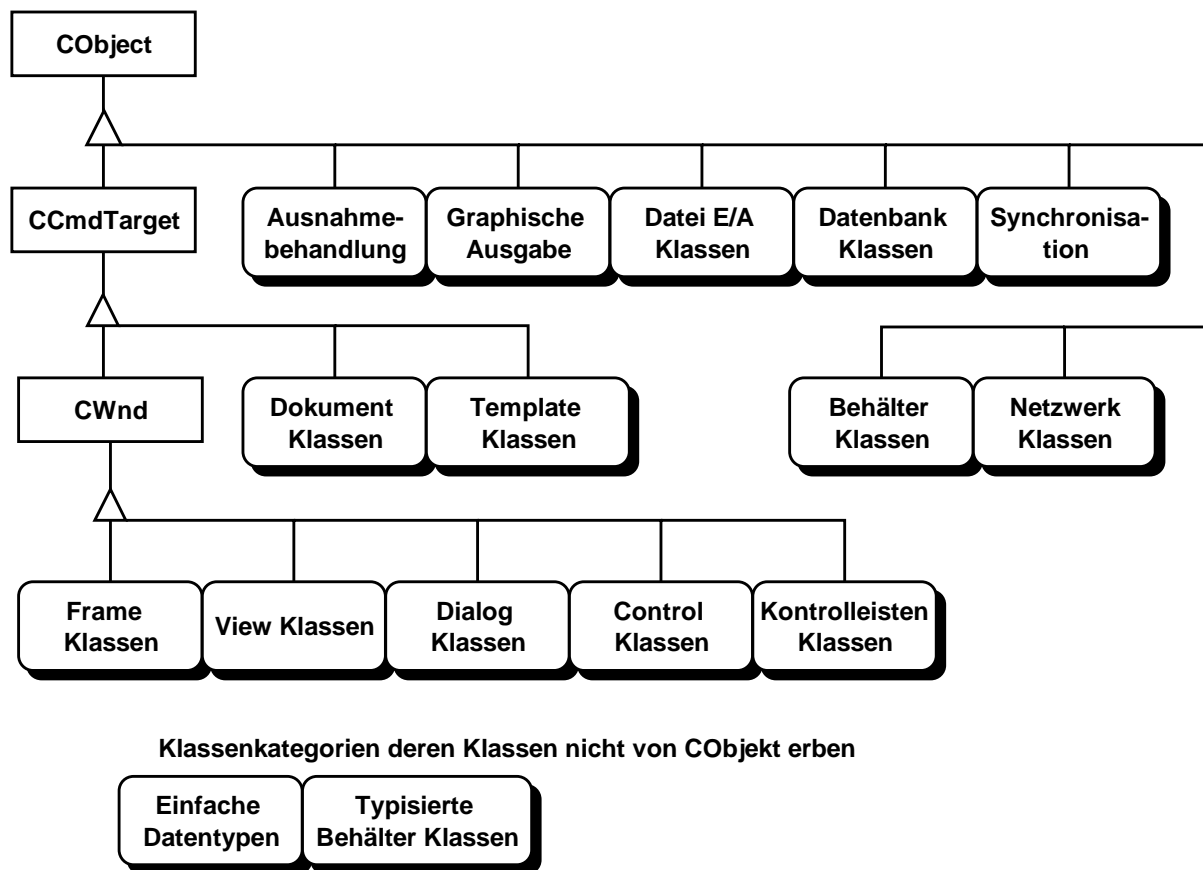 CObject
CCmdTarget
Ausnahme-
behandlung
Graphische
Ausgabe
Datei E/A
Klassen
Datenbank
Klassen
Synchronisa-
tion
CWnd
Dokument
Klassen
Template
Klassen
Behälter
Klassen
Netzwerk
Klassen
Frame
Klassen
View Klassen
Dialog
Klassen
Control
Klassen
Kontrolleisten
Klassen
Klassenkategorien deren Klassen nicht von CObjekt erben
Einfache
Datentypen
Typisierte
Behälter Klassen